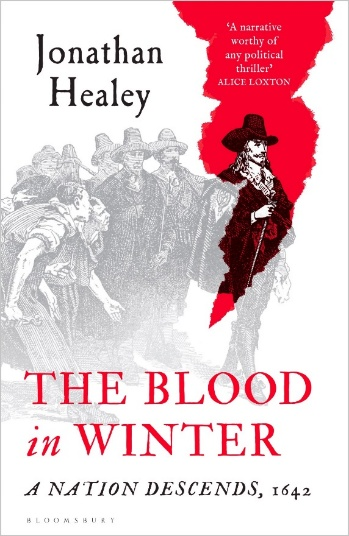 Jonathan
Healey
‘A narrative
worthy of
any political
thriller’
ALICE LOXTON
THE BLOOD
in WINTER
A NATION DESCENDS, 1642
BLOOMSBURY